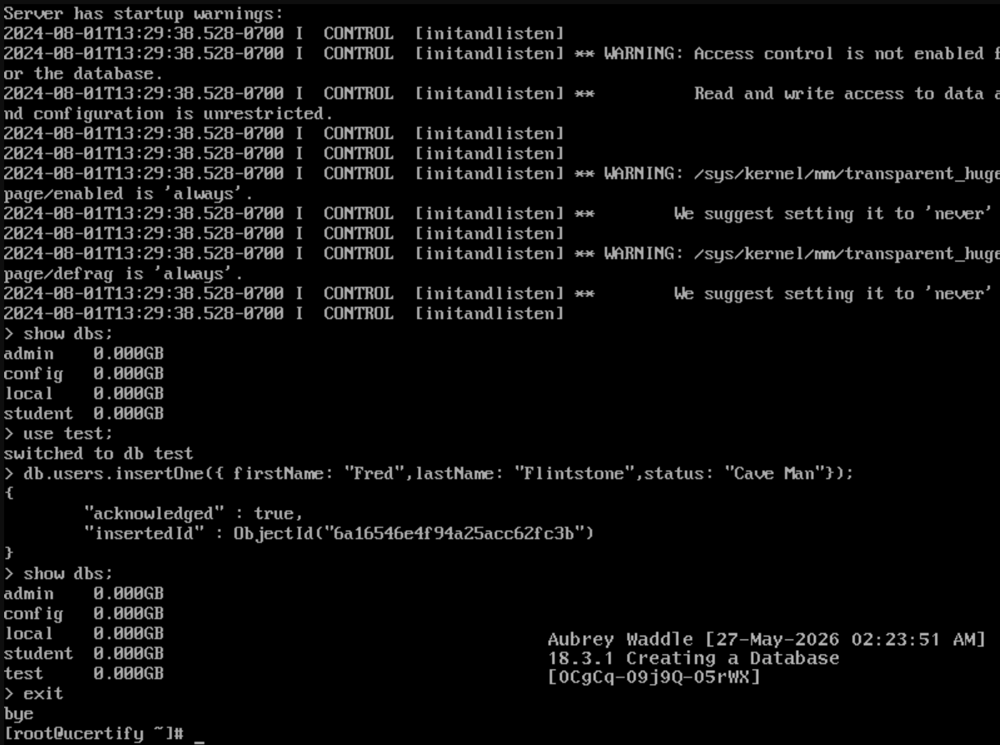 Server has startup warnings:
2024-08-01T13:29:38.528-0700 I  CONTROL  [initandlisten]
2024-08-01T13:29:38.528-0700 I  CONTROL  [initandlisten] ** WARNING: Access control is not enabled f
or the database.
2024-08-01T13:29:38.528-0700 I  CONTROL  [initandlisten] **          Read and write access to data a
nd configuration is unrestricted.
2024-08-01T13:29:38.528-0700 I  CONTROL  [initandlisten]
2024-08-01T13:29:38.528-0700 I  CONTROL  [initandlisten]
2024-08-01T13:29:38.528-0700 I  CONTROL  [initandlisten] ** WARNING: /sys/kernel/mm/transparent_huge
page/enabled is 'always'.
2024-08-01T13:29:38.528-0700 I  CONTROL  [initandlisten] **        We suggest setting it to 'never'
2024-08-01T13:29:38.528-0700 I  CONTROL  [initandlisten]
2024-08-01T13:29:38.528-0700 I  CONTROL  [initandlisten] ** WARNING: /sys/kernel/mm/transparent_huge
page/defrag is 'always'.
2024-08-01T13:29:38.528-0700 I  CONTROL  [initandlisten] **        We suggest setting it to 'never'
2024-08-01T13:29:38.528-0700 I  CONTROL  [initandlisten]
> show dbs;
admin    0.000GB
config   0.000GB
local    0.000GB
student  0.000GB
> use test;
switched to db test
> db.users.insertOne({ firstName: "Fred",lastName: "Flintstone",status: "Cave Man"});
{
        "acknowledged" : true,
        "insertedId" : ObjectId("6a16546e4f94a25acc62fc3b")
}
> show dbs;
admin    0.000GB
config   0.000GB
local    0.000GB
student  0.000GB
test     0.000GB
> exit
bye
[root@ucertify ~]# _
Aubrey Waddle [27-May-2026 02:23:51 AM]
18.3.1 Creating a Database
[OCgCq-O9j9Q-O5rWX]